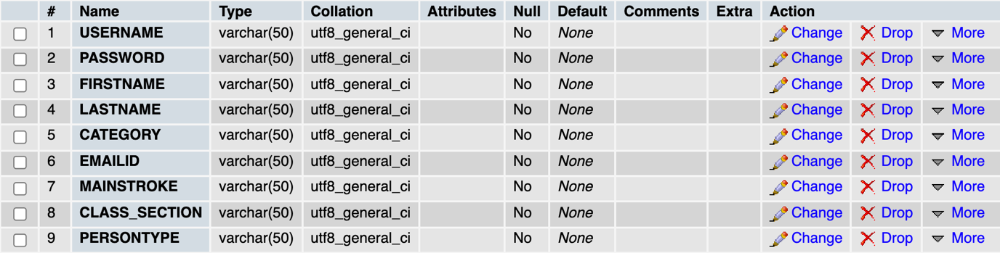 # Name Type Collation Attributes Null Default Comments Extra Action
1 USERNAME varchar(50) utf8_general_ci No None Change Drop More
2 PASSWORD varchar(50) utf8_general_ci No None Change Drop More
3 FIRSTNAME varchar(50) utf8_general_ci No None Change Drop More
4 LASTNAME varchar(50) utf8_general_ci No None Change Drop More
5 CATEGORY varchar(50) utf8_general_ci No None Change Drop More
6 EMAILID varchar(50) utf8_general_ci No None Change Drop More
7 MAINSTROKE varchar(50) utf8_general_ci No None Change Drop More
8 CLASS_SECTION varchar(50) utf8_general_ci No None Change Drop More
9 PERSONTYPE varchar(50) utf8_general_ci No None Change Drop More